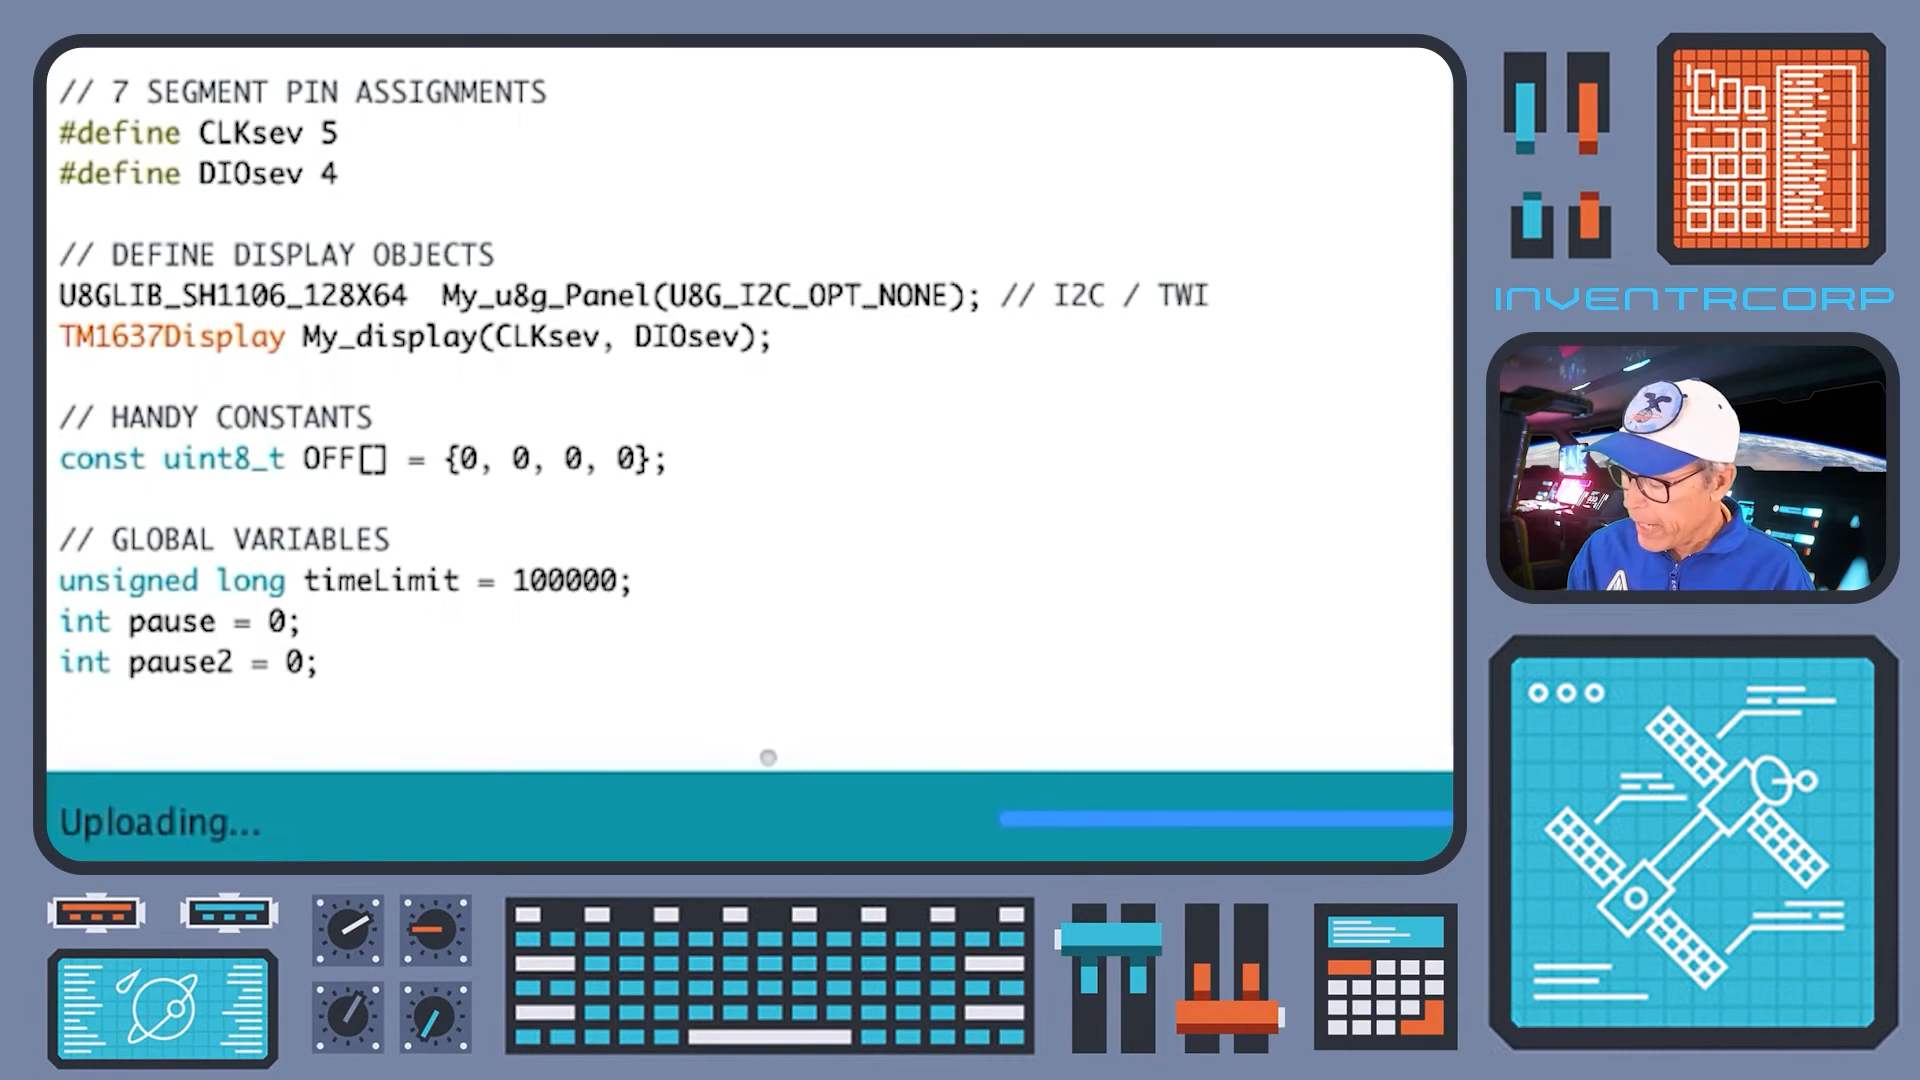 // 7 SEGMENT PIN ASSIGNMENTS
#define CLKsev 5
#define DIOsev 4
// DEFINE DISPLAY OBJECTS
U8GLIB_SH1106_128X64  My_u8g_Panel(U8G_I2C_OPT_NONE); // I2C / TWI
TM1637Display My_display(CLKsev, DIOsev);
// HANDY CONSTANTS
const uint8_t OFF[] = {0, 0, 0, 0};
// GLOBAL VARIABLES
unsigned long timeLimit = 100000;
int pause = 0;
int pause2 = 0;
Uploading...
INVENTRCORP